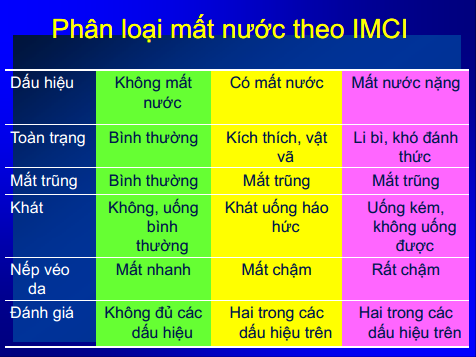 Phân loại mất nước theo IMCI
Dấu hiệu Không mất nước Có mất nước Mất nước nặng
Toàn trạng Bình thường Kích thích, vật vã Li bì, khó đánh thức
Mắt trũng Bình thường Mắt trũng Mắt trũng
Khát Không, uống bình thường Khát uống háo hức Uống kém, không uống được
Nếp véo da Mất nhanh Mất chậm Rất chậm
Đánh giá Không đủ các dấu hiệu Hai trong các dấu hiệu trên Hai trong các dấu hiệu trên